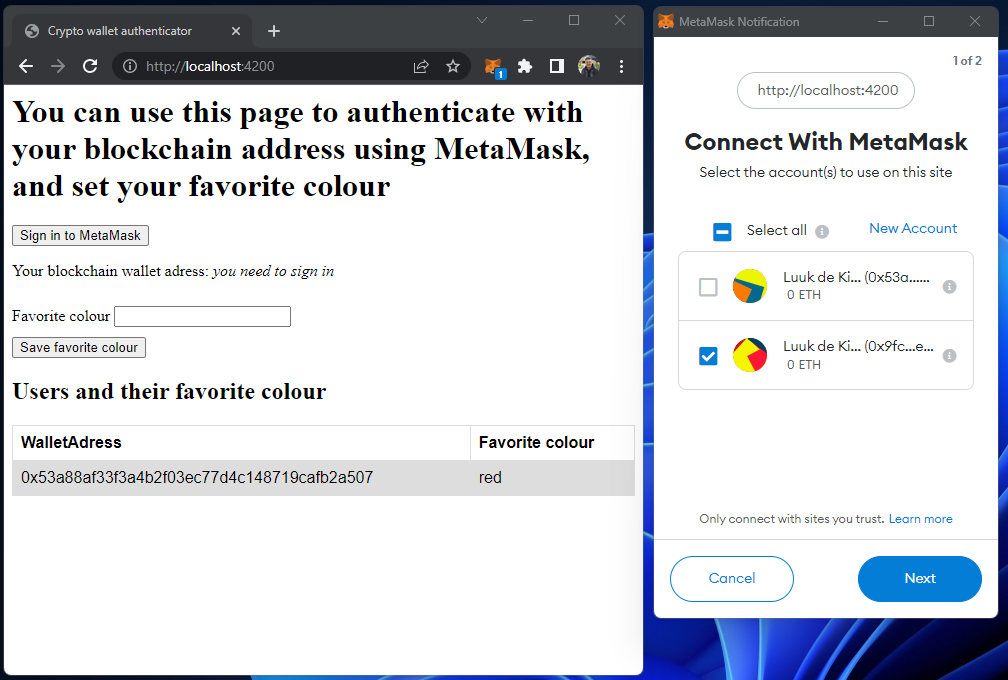 Crypto wallet authenticator
http://localhost:4200
1
You can use this page to authenticate with
your blockchain address using MetaMask,
and set your favorite colour
Sign in to MetaMask
Your blockchain wallet adress: you need to sign in
Favorite colour
Save favorite colour
Users and their favorite colour
WalletAdress Favorite colour
0x53a88af33f3a4b2f03ec77d4c148719cafb2a507 red
MetaMask Notification
1 of 2
http://localhost:4200
Connect With MetaMask
Select the account(s) to use on this site
Select all New Account
Luuk de Ki... (0x53a......
0 ETH
Luuk de Ki... (0x9fc...e...
0 ETH
Only connect with sites you trust. Learn more
Cancel Next